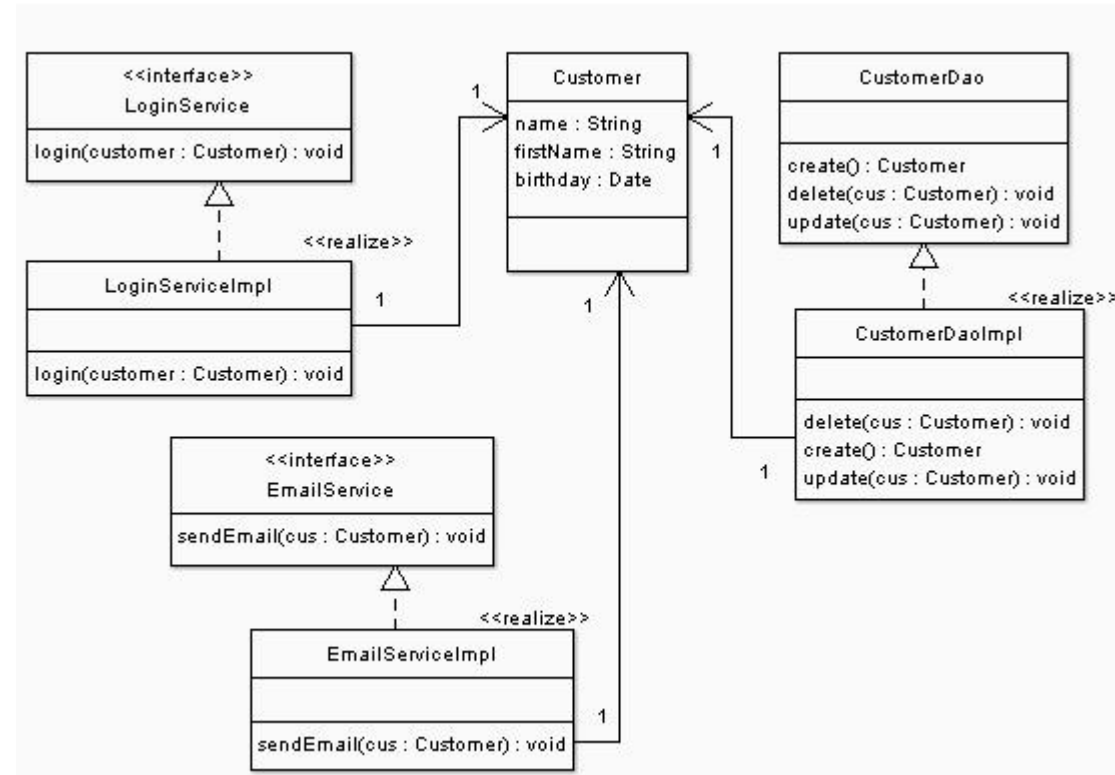 <<interface>>
LoginService
login(customer : Customer) : void
<<realize>>
LoginServiceImpl
login(customer : Customer) : void
1
1
Customer
name : String
firstName : String
birthday : Date
1
1
CustomerDao
create() : Customer
delete(cus : Customer) : void
update(cus : Customer) : void
<<realize>>
CustomerDaoImpl
delete(cus : Customer) : void
create() : Customer
update(cus : Customer) : void
1
<<interface>>
EmailService
sendEmail(cus : Customer) : void
<<realize>>
EmailServiceImpl
sendEmail(cus : Customer) : void
1